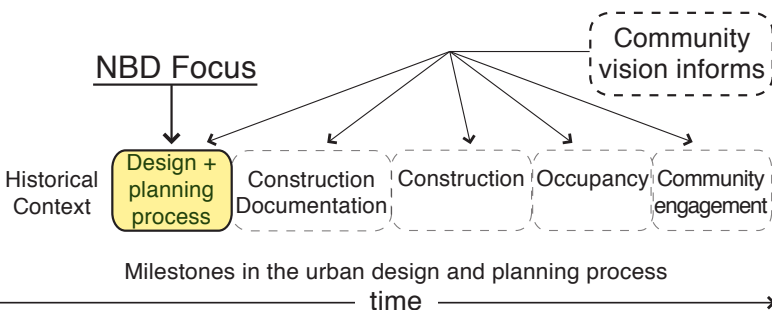 Community
vision informs
NBD Focus
Historical
Context
Design +
planning
process
Construction
Documentation
Construction
Occupancy
Community
engagement
Milestones in the urban design and planning process
time